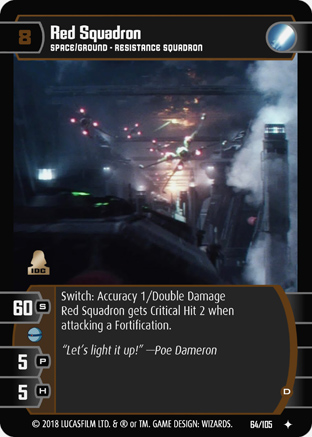 8
Red Squadron
SPACE/GROUND - RESISTANCE SQUADRON
IDC
60 S
Switch: Accuracy 1/Double Damage
Red Squadron gets Critical Hit 2 when
attacking a Fortification.
5 P
"Let's light it up!" —Poe Dameron
5 H
D
© 2018 LUCASFILM LTD. & ® or TM. GAME DESIGN: WIZARDS. 64/105